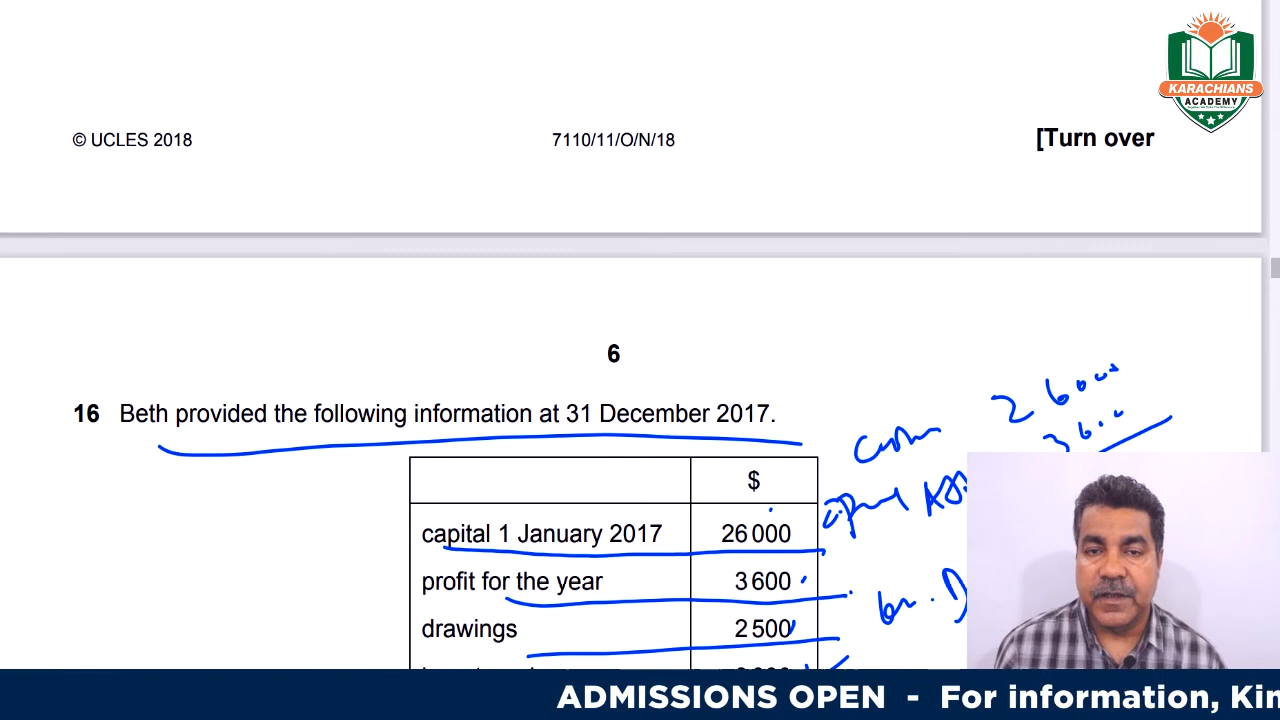 KARACHIANS
ACADEMY
© UCLES 2018
7110/11/O/N/18
[Turn over
6
16 Beth provided the following information at 31 December 2017.
$
capital 1 January 2017 26 000
profit for the year 3 600
drawings 2 500
26000
3600
ADMISSIONS OPEN - For information, Kin